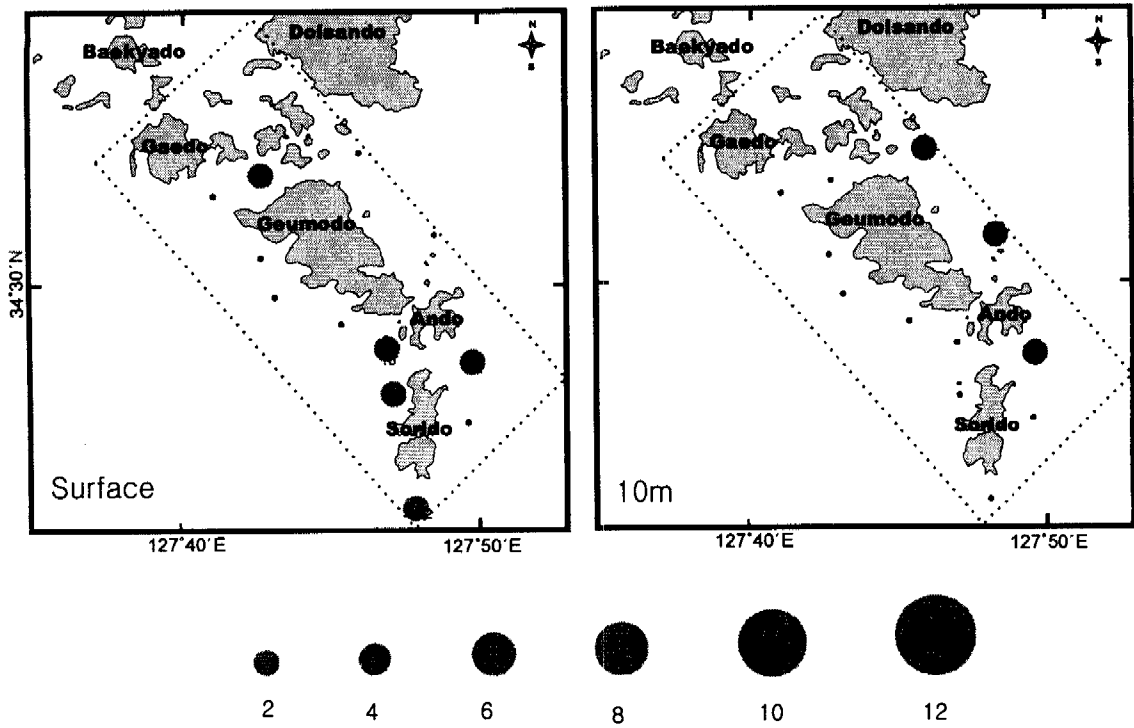 N
Dolsando
Baekyado
S
Gaedo
Geumodo
34°30′N
Ando
Sorido
Surface
127°40′E
127°50′E
N
Dolsando
Baekyado
S
Gaedo
Geumodo
Ando
Sorido
10m
127°40′E
127°50′E
2 4 6 8 10 12